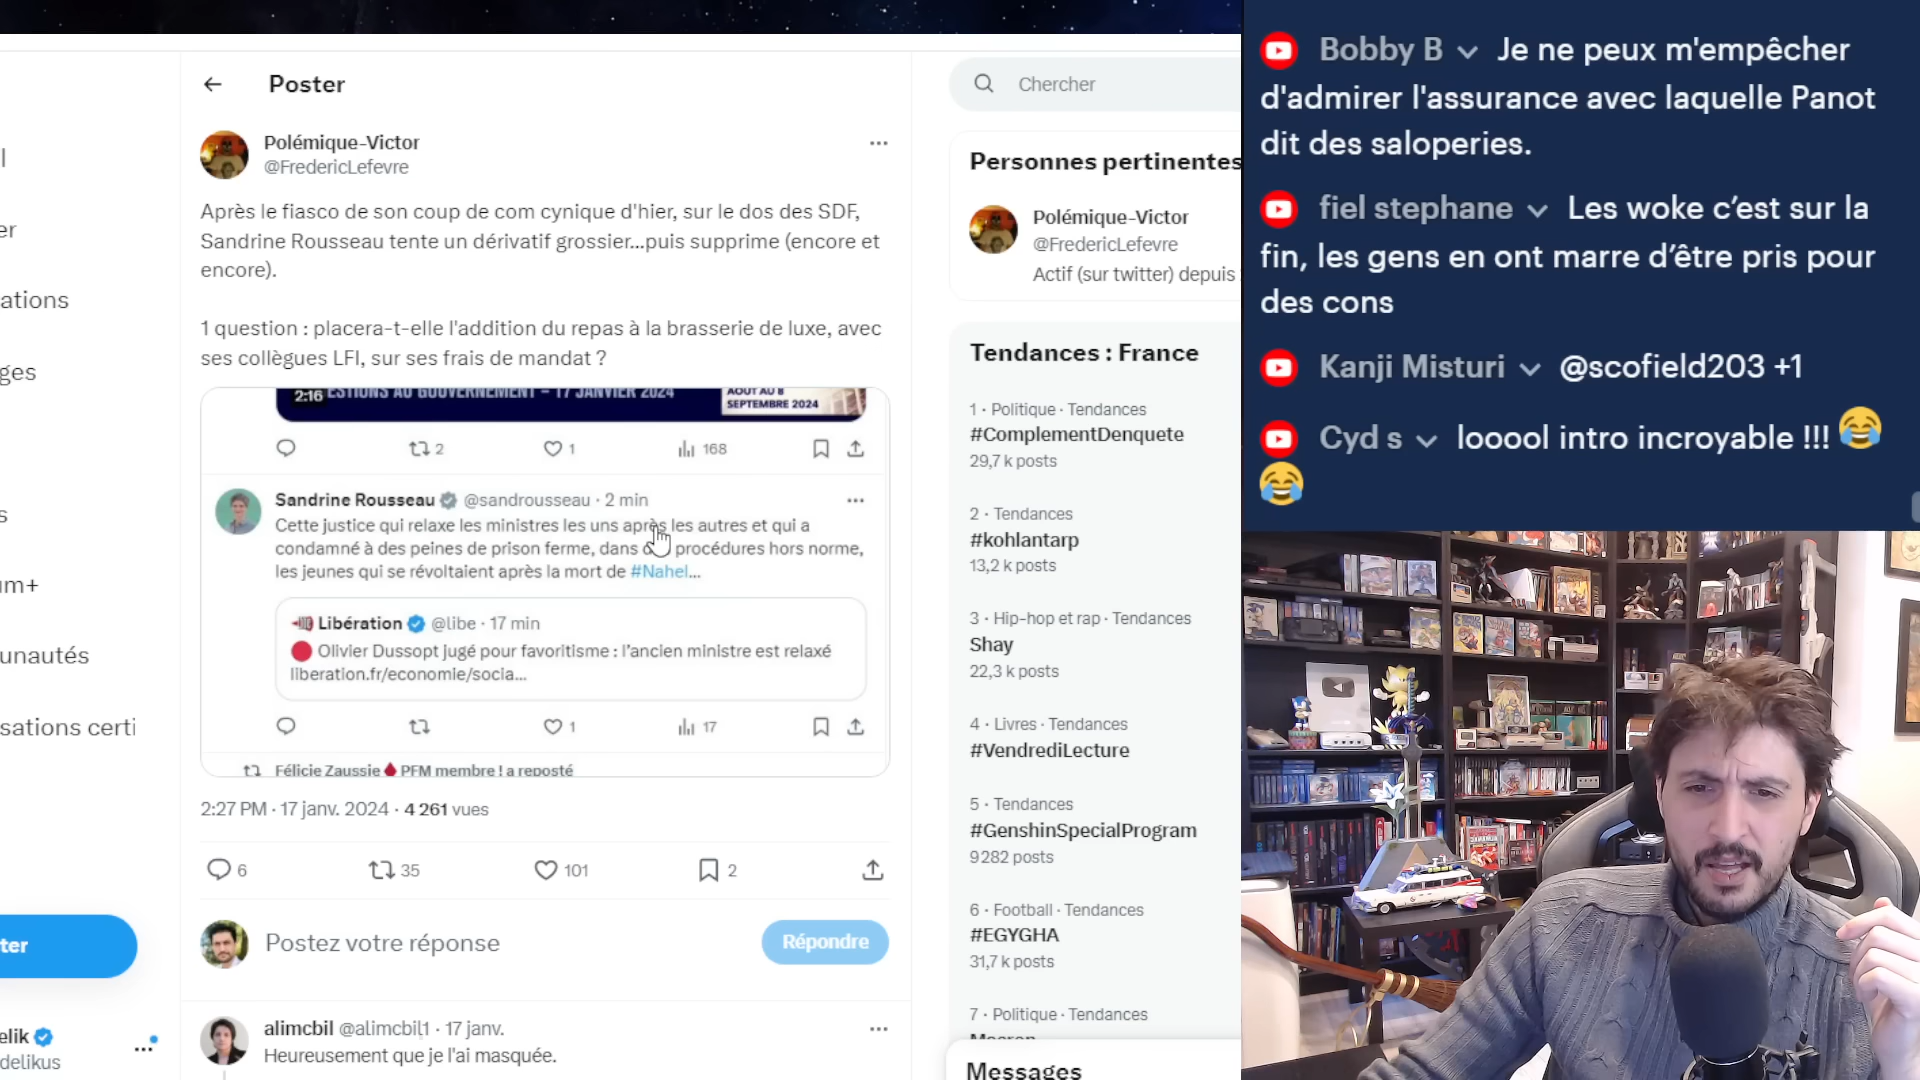 Poster
Polémique-Victor
@FredericLefevre
Après le fiasco de son coup de com cynique d'hier, sur le dos des SDF,
Sandrine Rousseau tente un dérivatif grossier...puis supprime (encore et
encore).
1 question : placera-t-elle l'addition du repas à la brasserie de luxe, avec
ses collègues LFI, sur ses frais de mandat ?
2:16
ESTIONS AU GOUVERNEMENT – 17 JANVIER 2024
AOÛT AU 8
SEPTEMBRE 2024
2
1
168
Sandrine Rousseau @sandrousseau · 2 min
Cette justice qui relaxe les ministres les uns après les autres et qui a
condamné à des peines de prison ferme, dans procédures hors norme,
les jeunes qui se révoltaient après la mort de #Nahel...
Libération @libe · 17 min
Olivier Dussopt jugé pour favoritisme : l'ancien ministre est relaxé
liberation.fr/economie/socia...
1
17
Félicie Zaussie PFM membre ! a reposté
2:27 PM · 17 janv. 2024 · 4 261 vues
6
35
101
2
Postez votre réponse
Répondre
alimcbil @alimcbil1 · 17 janv.
Heureusement que je l'ai masquée.
l
er
ations
ges
s
um+
unautés
sations certi
ter
elik
delikus
Chercher
Personnes pertinentes
Polémique-Victor
@FredericLefevre
Actif (sur twitter) depuis
Tendances : France
1 · Politique · Tendances
#ComplementDenquete
29,7 k posts
2 · Tendances
#kohlantarp
13,2 k posts
3 · Hip-hop et rap · Tendances
Shay
22,3 k posts
4 · Livres · Tendances
#VendrediLecture
5 · Tendances
#GenshinSpecialProgram
9 282 posts
6 · Football · Tendances
#EGYGHA
31,7 k posts
7 · Politique · Tendances
Macron
Messages
Bobby B Je ne peux m'empêcher
d'admirer l'assurance avec laquelle Panot
dit des saloperies.
fiel stephane Les woke c’est sur la
fin, les gens en ont marre d’être pris pour
des cons
Kanji Misturi @scofield203 +1
Cyd s looool intro incroyable !!! 😂
😂